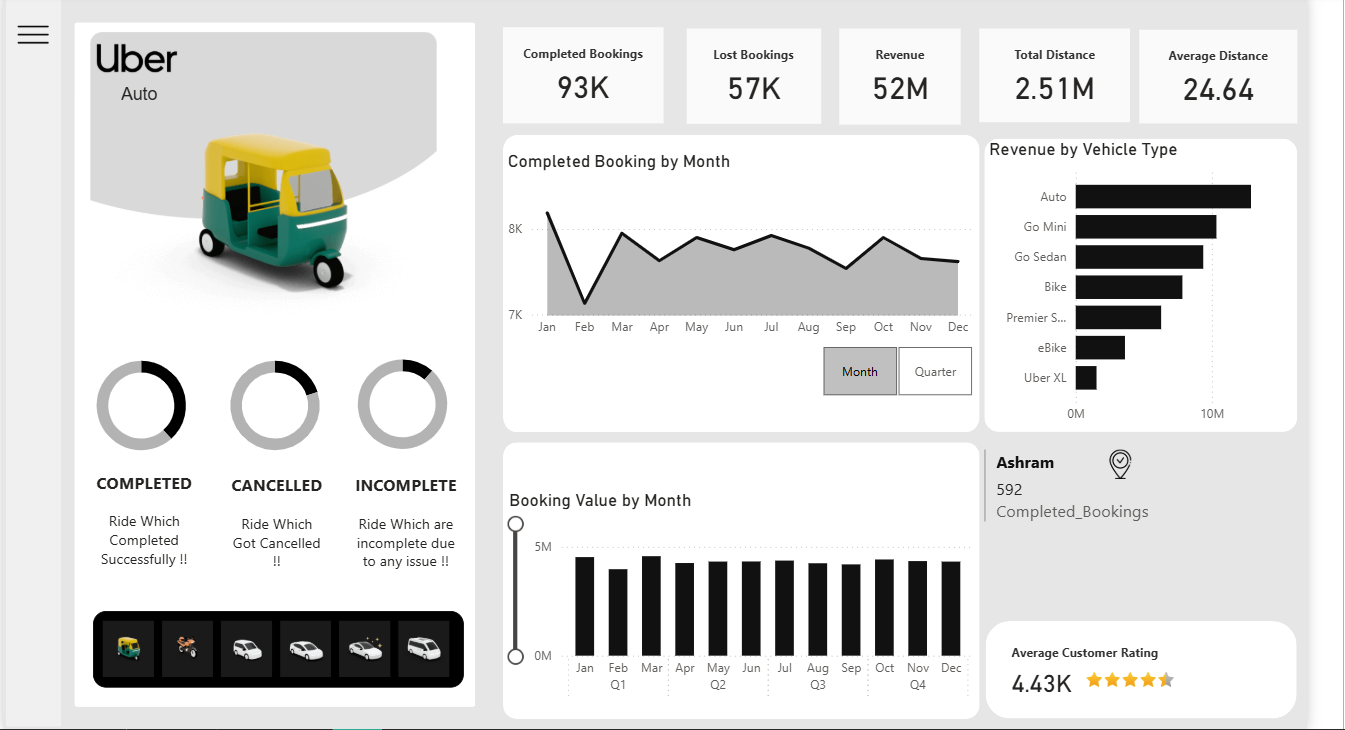 Uber
Auto
COMPLETED
Ride Which
Completed
Successfully !!
CANCELLED
Ride Which
Got Cancelled
!!
INCOMPLETE
Ride Which are
incomplete due
to any issue !!
Completed Bookings
93K
Lost Bookings
57K
Revenue
52M
Total Distance
2.51M
Average Distance
24.64
Completed Booking by Month
8K
7K
Jan Feb Mar Apr May Jun Jul Aug Sep Oct Nov Dec
Month Quarter
Revenue by Vehicle Type
Auto
Go Mini
Go Sedan
Bike
Premier S...
eBike
Uber XL
0M 10M
Booking Value by Month
5M
0M
Jan Feb Mar Apr May Jun Jul Aug Sep Oct Nov Dec
Q1 Q2 Q3 Q4
Ashram
592
Completed_Bookings
Average Customer Rating
4.43K